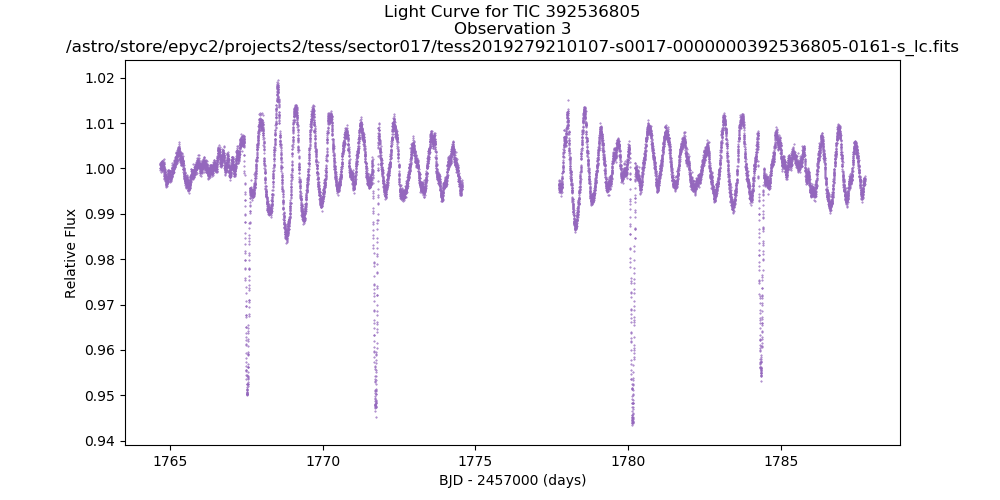 Light Curve for TIC 392536805
Observation 3
/astro/store/epyc2/projects2/tess/sector017/tess2019279210107-s0017-0000000392536805-0161-s_lc.fits
1.02
1.01
1.00
0.99
0.98
0.97
0.96
0.95
0.94
Relative Flux
1765
1770
1775
1780
1785
BJD - 2457000 (days)